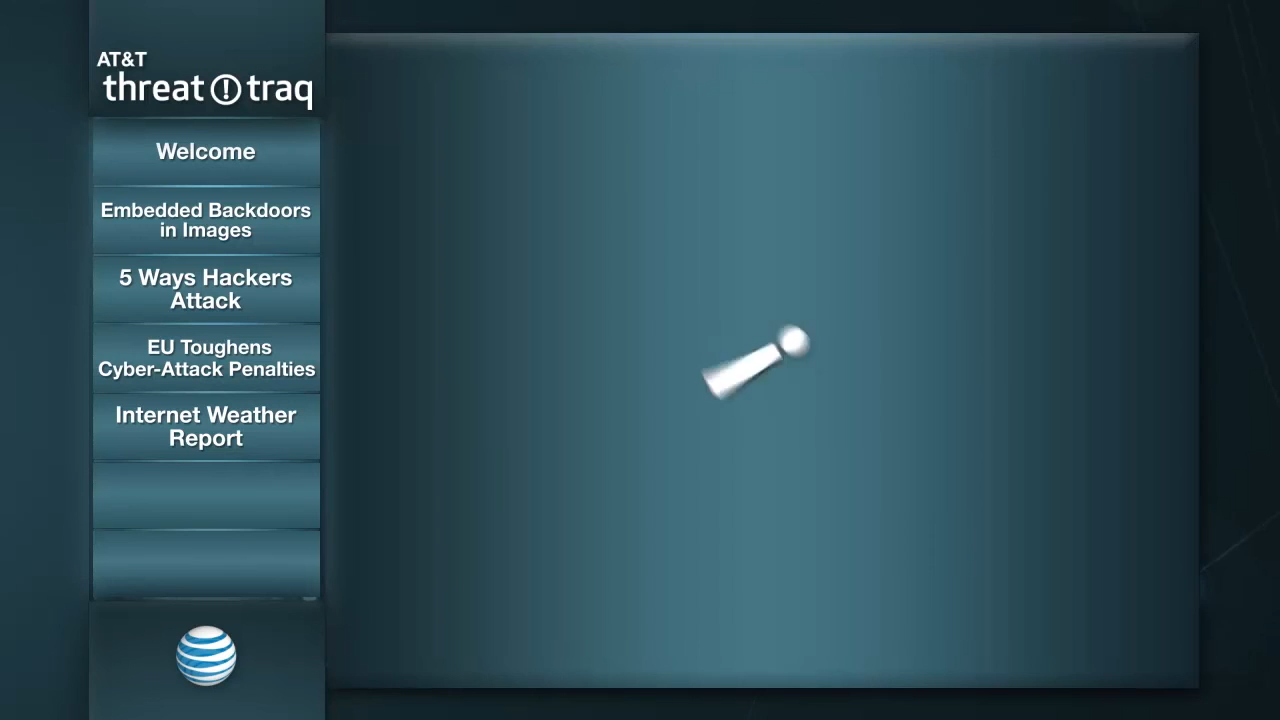 AT&T
threat ! traq
Welcome
Embedded Backdoors
in Images
5 Ways Hackers
Attack
EU Toughens
Cyber-Attack Penalties
Internet Weather
Report